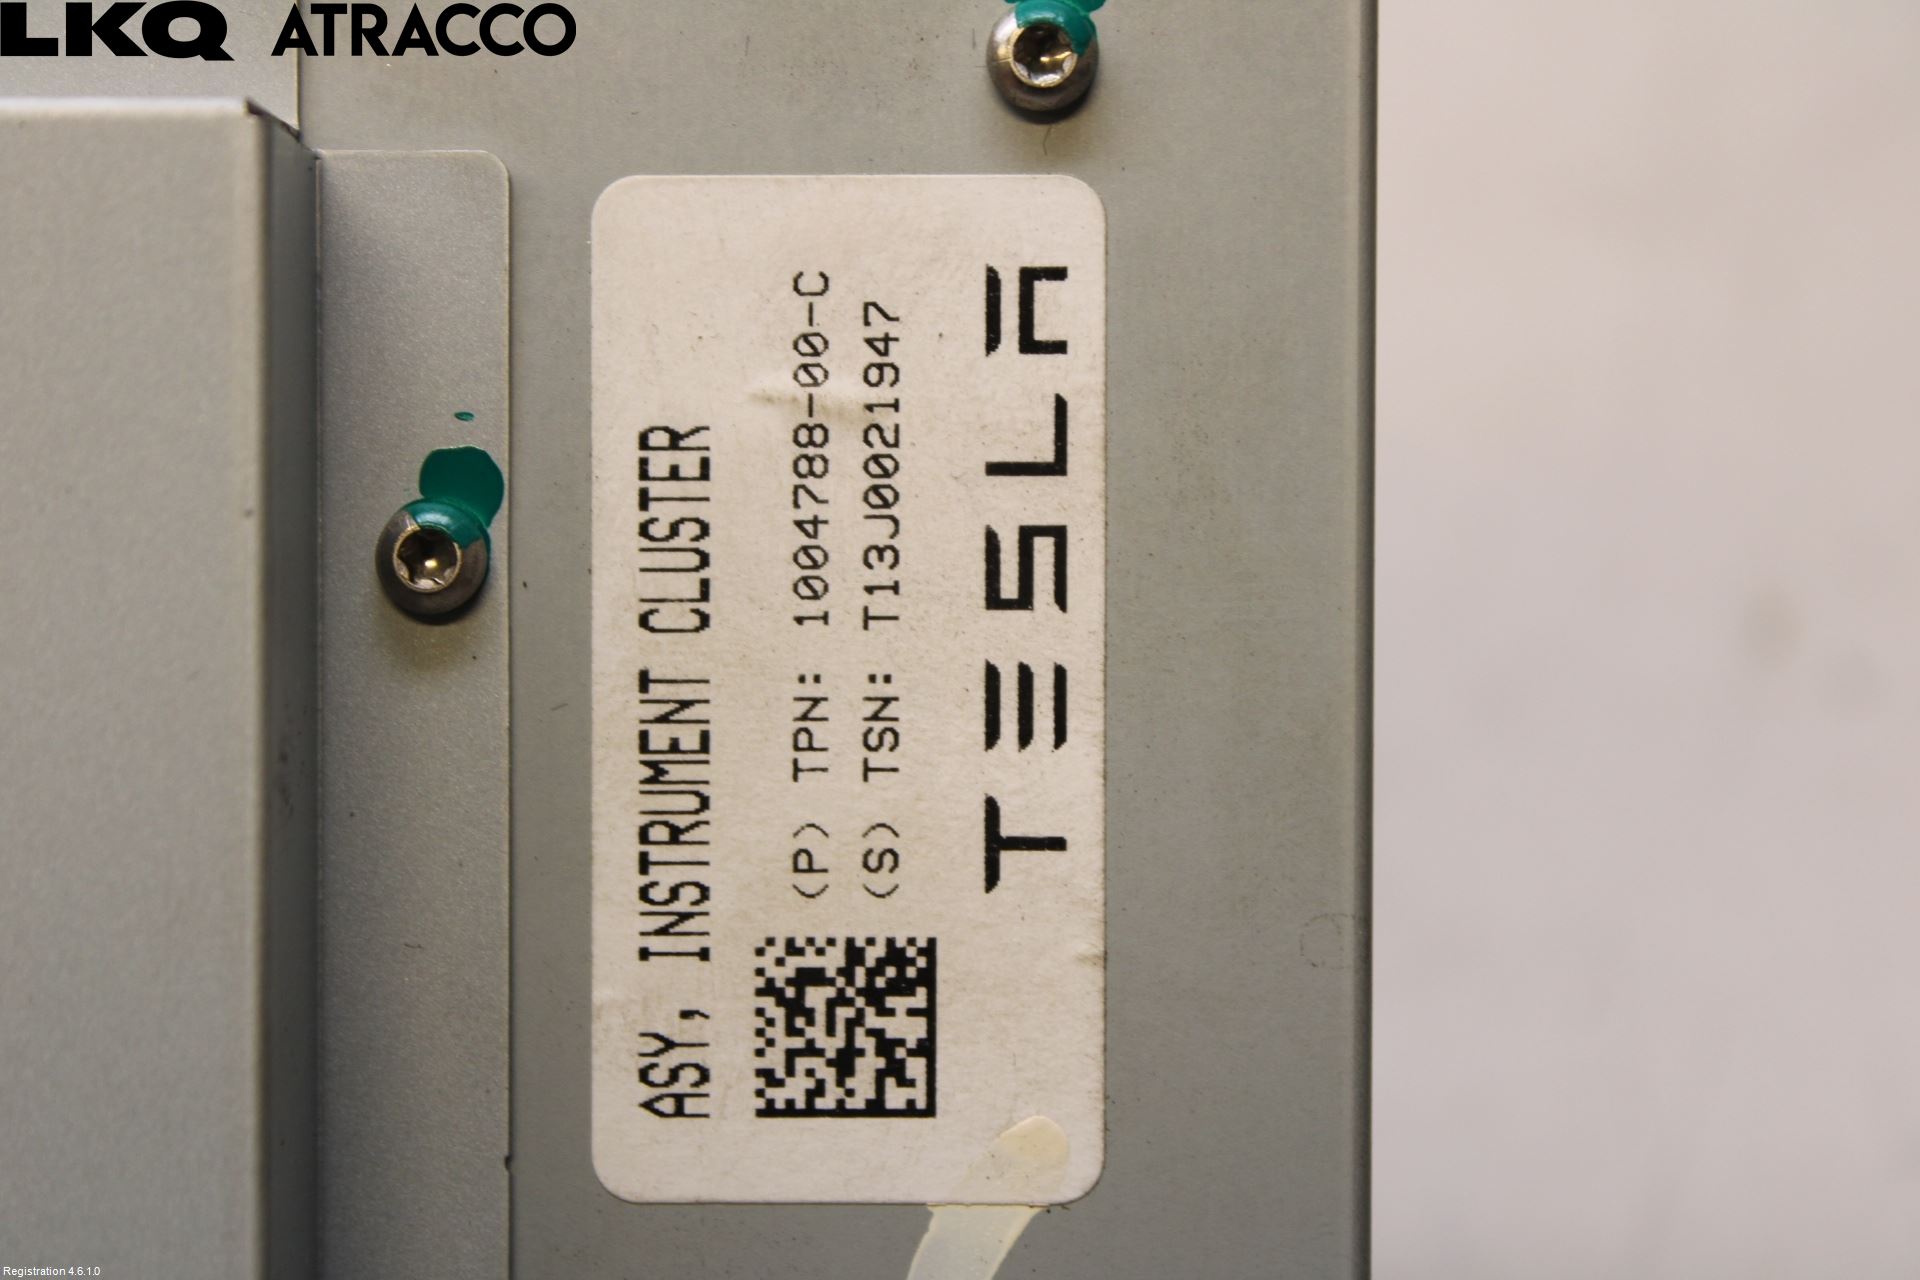 LKQ ATRACCO
ASY, INSTRUMENT CLUSTER
(P) TPN: 1004788-00-C
(S) TSN: T13J0021947
TESLA
Registration 4.6.1.0